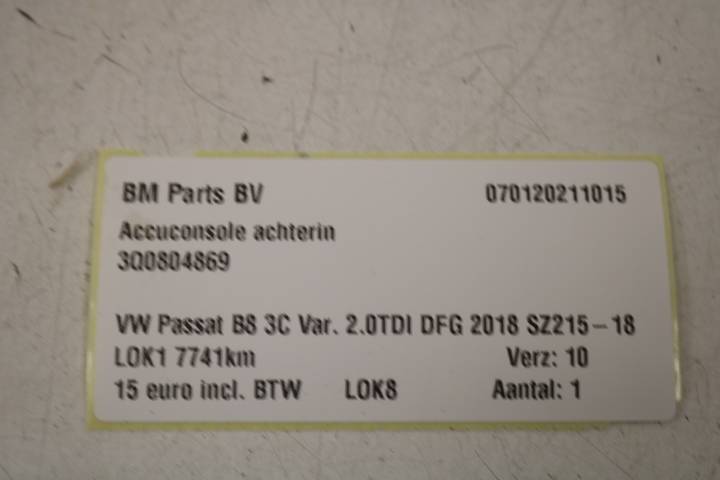 BM Parts BV 070120211015
Accuconsole achterin
3Q0804869
VW Passat B8 3C Var. 2.0TDI DFG 2018 SZ215-18
LOK1 7741km Verz: 10
15 euro incl. BTW LOK8 Aantal: 1